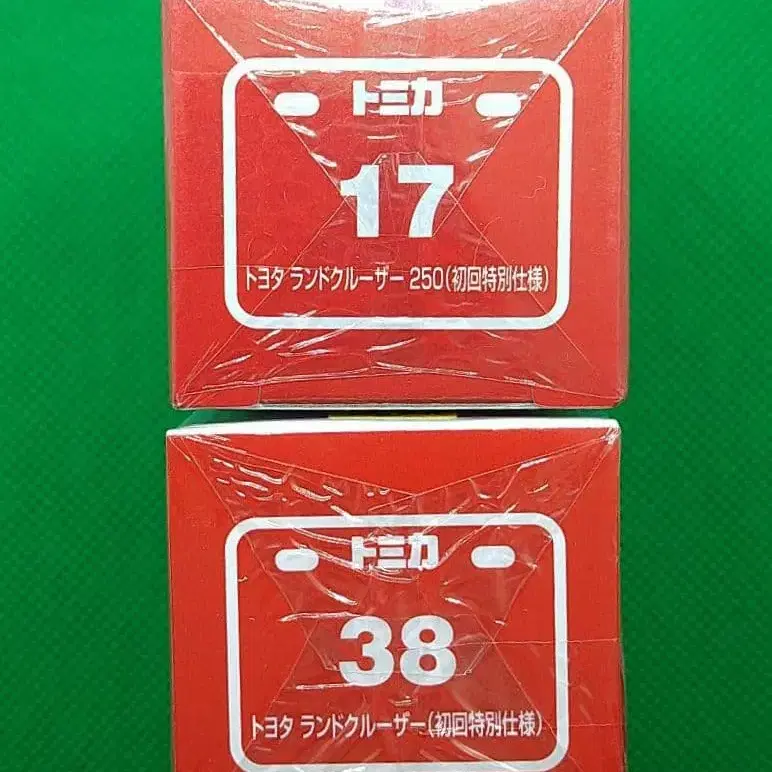 トミカ
17
トヨタ ランドクルーザー 250(初回特別仕様)
トミカ
38
トヨタ ランドクルーザー(初回特別仕様)